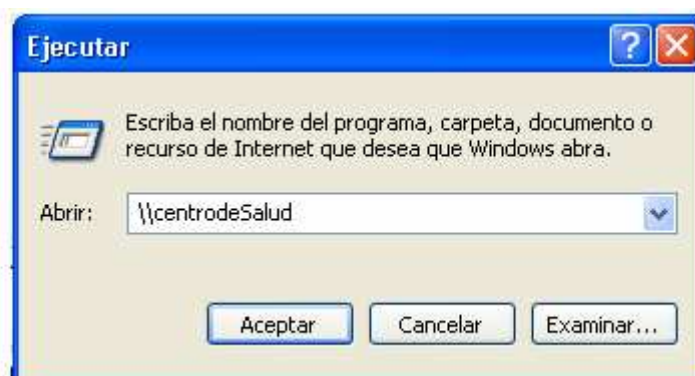 Ejecutar
Escriba el nombre del programa, carpeta, documento o
recurso de Internet que desea que Windows abra.
Abrir: \\centrodeSalud
Aceptar Cancelar Examinar...